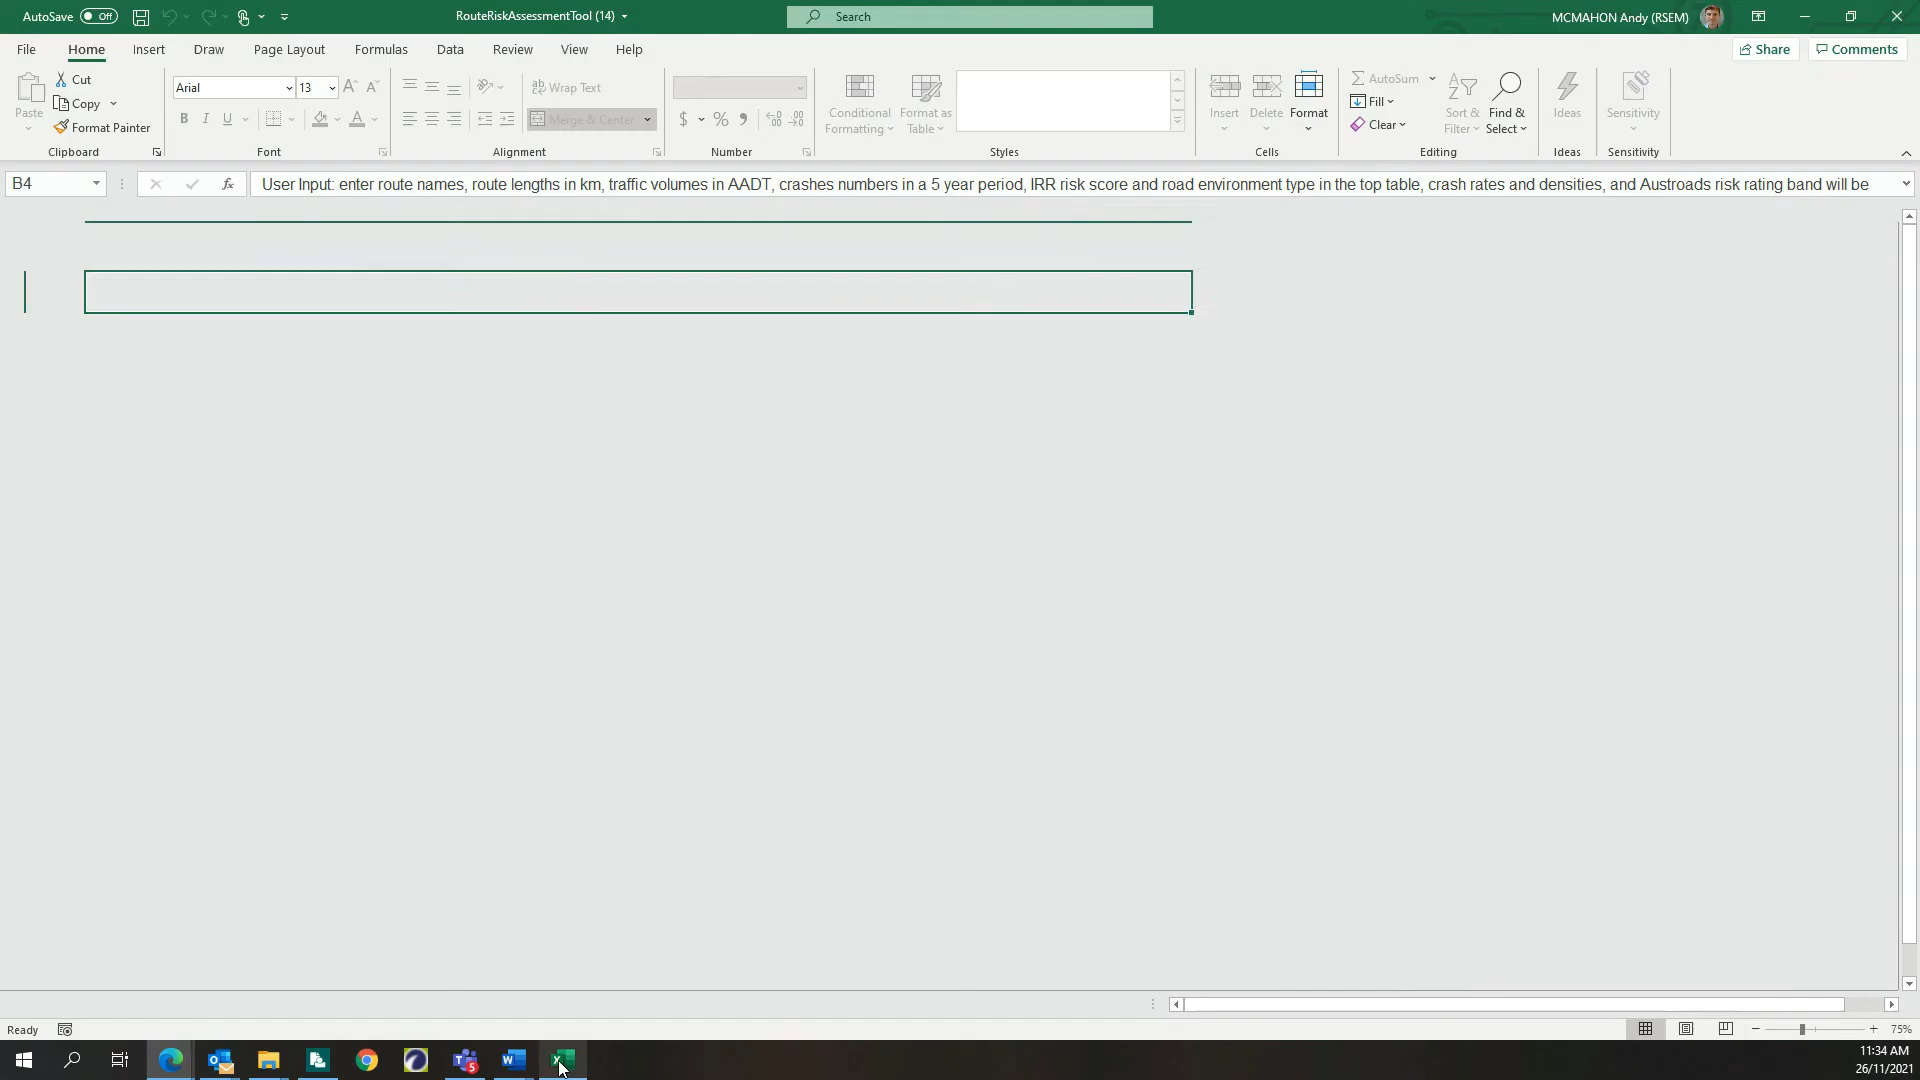 AutoSave Off RouteRiskAssessmentTool (14) Search MCMAHON Andy (RSEM)
File Home Insert Draw Page Layout Formulas Data Review View Help Share Comments
Paste
Cut
Copy
Format Painter
Clipboard
Arial 13
B I U A
Font
Wrap Text
Merge & Center
Alignment
$ % 9
Number
Conditional Formatting
Format as Table
Styles
Insert
Delete
Format
Cells
AutoSum
Fill
Clear
Sort & Filter
Find & Select
Editing
Ideas
Ideas
Sensitivity
Sensitivity
B4 fx User Input: enter route names, route lengths in km, traffic volumes in AADT, crashes numbers in a 5 year period, IRR risk score and road environment type in the top table, crash rates and densities, and Austroads risk rating band will be
Ready 75%
11:34 AM
26/11/2021